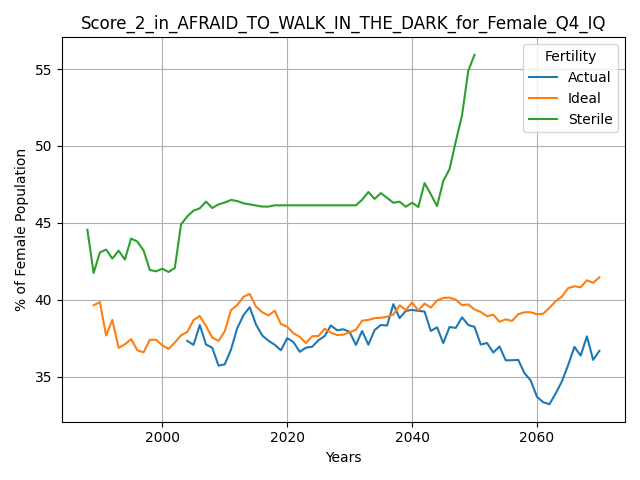 Score_2_in_AFRAID_TO_WALK_IN_THE_DARK_for_Female_Q4_IQ
Fertility
Actual
Ideal
Sterile
% of Female Population
55
50
45
40
35
2000
2020
2040
2060
Years